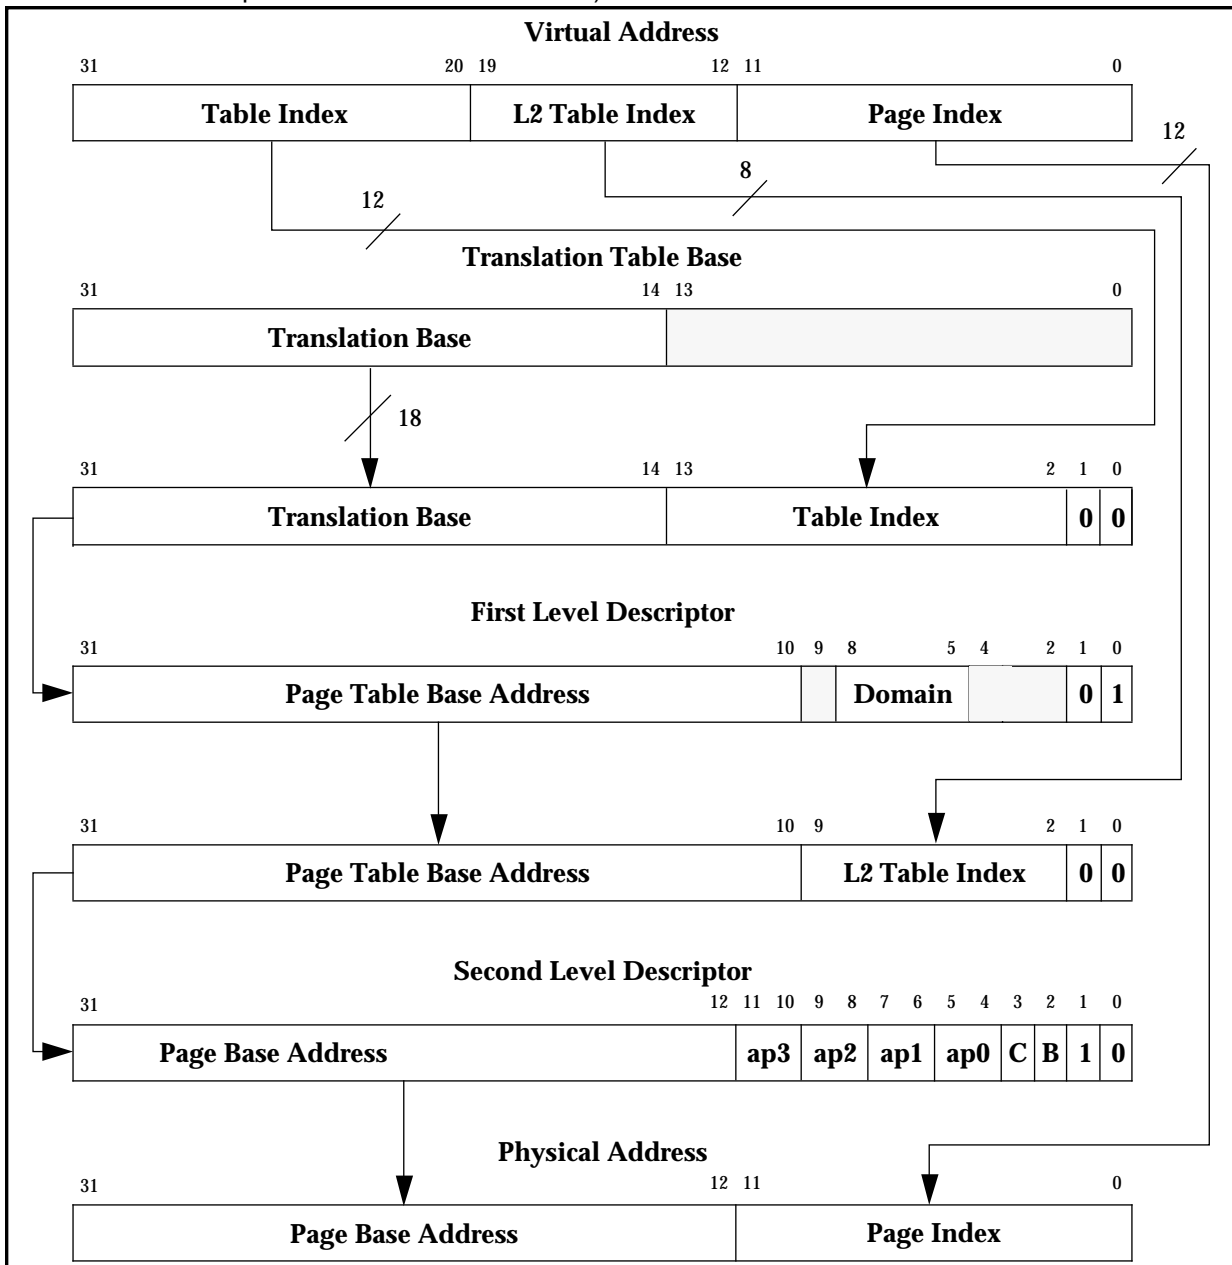 Virtual Address
31 20 19 12 11 0
Table Index L2 Table Index Page Index
12
8
12
Translation Table Base
31 14 13 0
Translation Base
18
31 14 13 2 1 0
Translation Base Table Index 0 0
First Level Descriptor
31 10 9 8 5 4 2 1 0
Page Table Base Address Domain 0 1
31 10 9 2 1 0
Page Table Base Address L2 Table Index 0 0
Second Level Descriptor
31 12 11 10 9 8 7 6 5 4 3 2 1 0
Page Base Address ap3 ap2 ap1 ap0 C B 1 0
Physical Address
31 12 11 0
Page Base Address Page Index